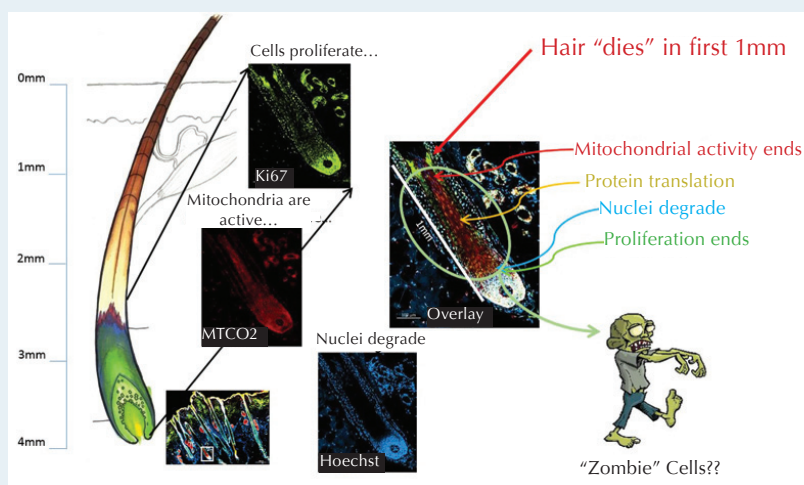 Cells proliferate…
Hair “dies” in first 1mm
0mm
1mm
2mm
3mm
4mm
Ki67
Mitochondria are
active…
MTCO2
Nuclei degrade
Hoechst
1mm
Overlay
Mitochondrial activity ends
Protein translation
Nuclei degrade
Proliferation ends
“Zombie” Cells??